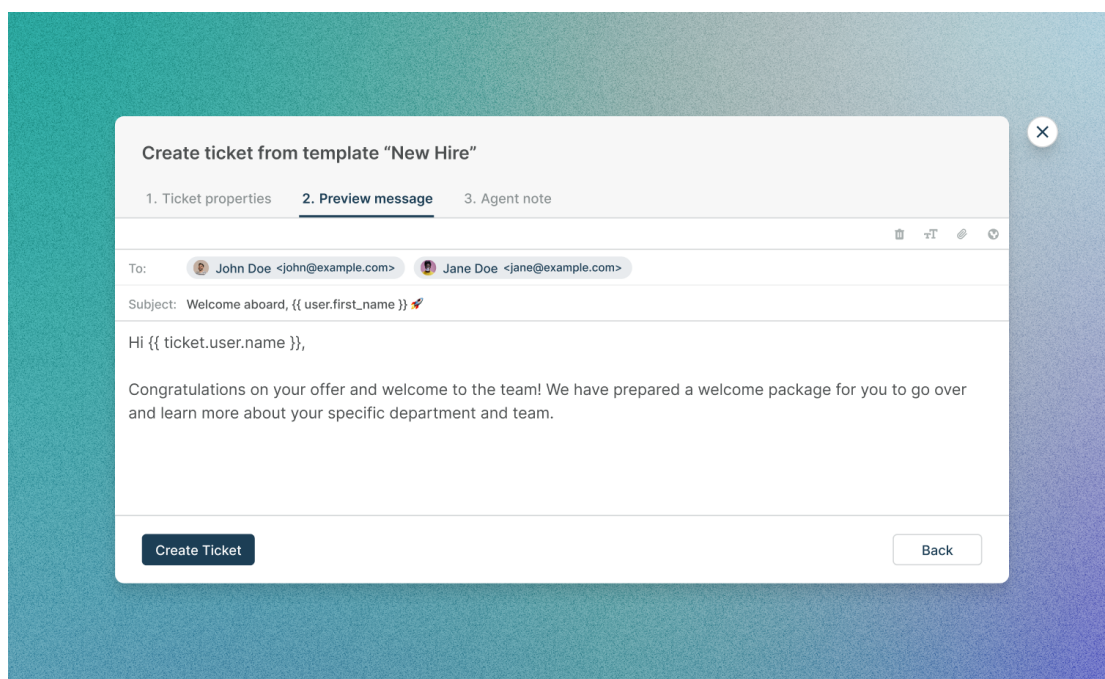 Create ticket from template “New Hire”
1. Ticket properties 2. Preview message 3. Agent note
To: John Doe <john@example.com> Jane Doe <jane@example.com>
Subject: Welcome aboard, {{ user.first_name }} 🚀
Hi {{ ticket.user.name }},
Congratulations on your offer and welcome to the team! We have prepared a welcome package for you to go over
and learn more about your specific department and team.
Create Ticket Back